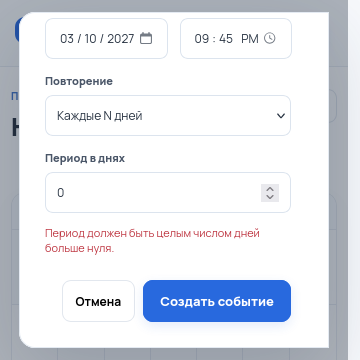 03 / 10 / 2027
09 : 45 PM
Повторение
Каждые N дней
Период в днях
0
Период должен быть целым числом дней
больше нуля.
Отмена
Создать событие